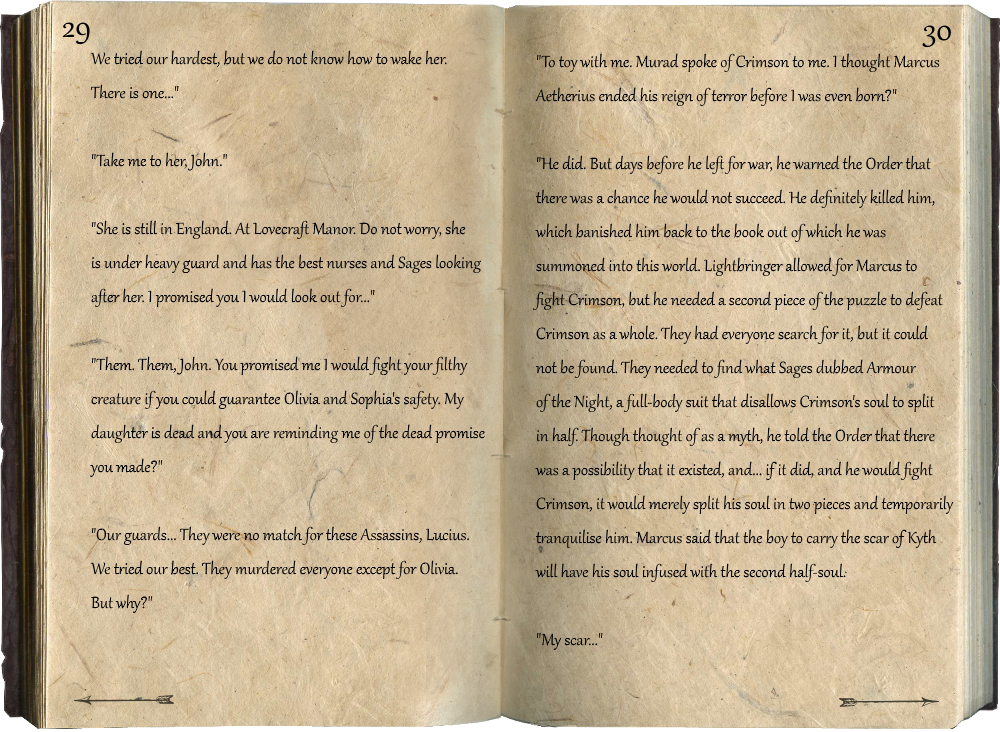 29
We tried our hardest, but we do not know how to wake her.
There is one..."
"Take me to her, John."
"She is still in England. At Lovecraft Manor. Do not worry, she
is under heavy guard and has the best nurses and Sages looking
after her. I promised you I would look out for..."
"Them. Them, John. You promised me I would fight your filthy
creature if you could guarantee Olivia and Sophia's safety. My
daughter is dead and you are reminding me of the dead promise
you made?"
"Our guards... They were no match for these Assassins, Lucius.
We tried our best. They murdered everyone except for Olivia.
But why?"
30
"To toy with me. Murad spoke of Crimson to me. I thought Marcus
Aetherius ended his reign of terror before I was even born?"
"He did. But days before he left for war, he warned the Order that
there was a chance he would not succeed. He definitely killed him,
which banished him back to the book out of which he was
summoned into this world. Lightbringer allowed for Marcus to
fight Crimson, but he needed a second piece of the puzzle to defeat
Crimson as a whole. They had everyone search for it, but it could
not be found. They needed to find what Sages dubbed Armour
of the Night, a full-body suit that disallows Crimson's soul to split
in half. Though thought of as a myth, he told the Order that there
was a possibility that it existed, and... if it did, and he would fight
Crimson, it would merely split his soul in two pieces and temporarily
tranquilise him. Marcus said that the boy to carry the scar of Kyth
will have his soul infused with the second half-soul.
"My scar..."